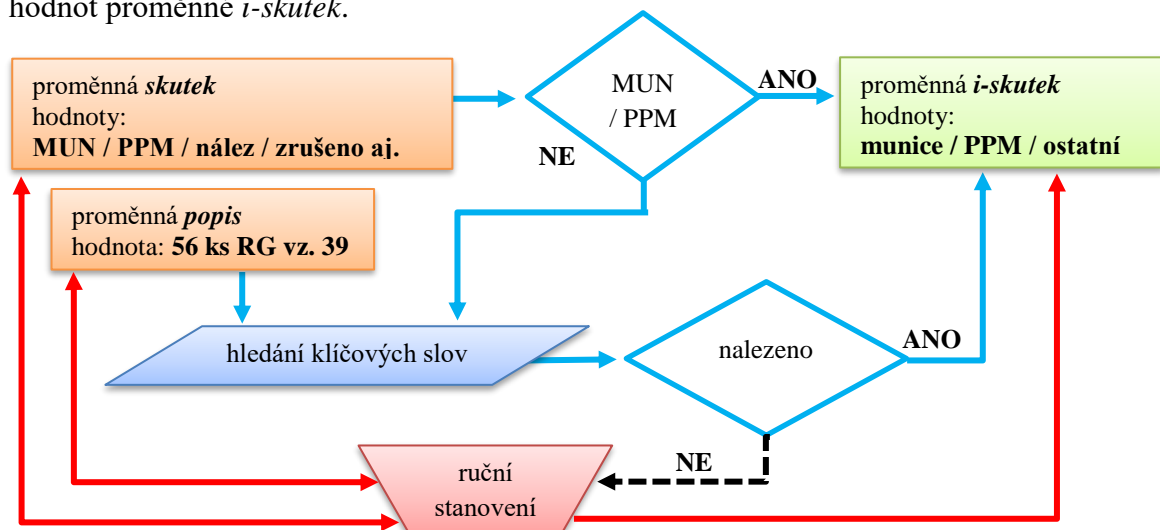 hodnot proměnné i-skutek.
proměnná skutek
hodnoty:
MUN / PPM / nález / zrušeno aj.
MUN
/ PPM
ANO
NE
proměnná i-skutek
hodnoty:
munice / PPM / ostatní
proměnná popis
hodnota: 56 ks RG vz. 39
hledání klíčových slov
nalezeno
ANO
NE
ruční
stanovení